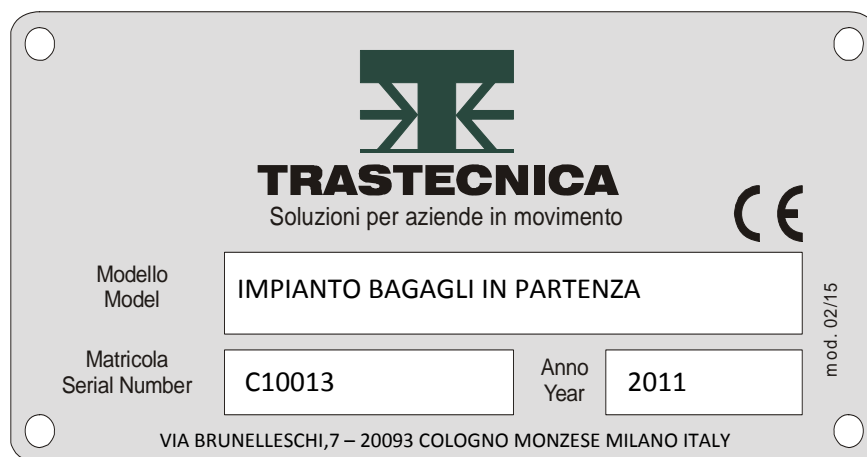 TRASTECNICA
Soluzioni per aziende in movimento
CE
Modello
Model
IMPIANTO BAGAGLI IN PARTENZA
Matricola
Serial Number
C10013
Anno
Year
2011
mod. 02/15
VIA BRUNELLESCHI,7 – 20093 COLOGNO MONZESE MILANO ITALY